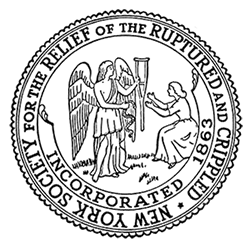 NEW YORK SOCIETY FOR THE RELIEF OF THE RUPTURED AND CRIPPLED
INCORPORATED 1863